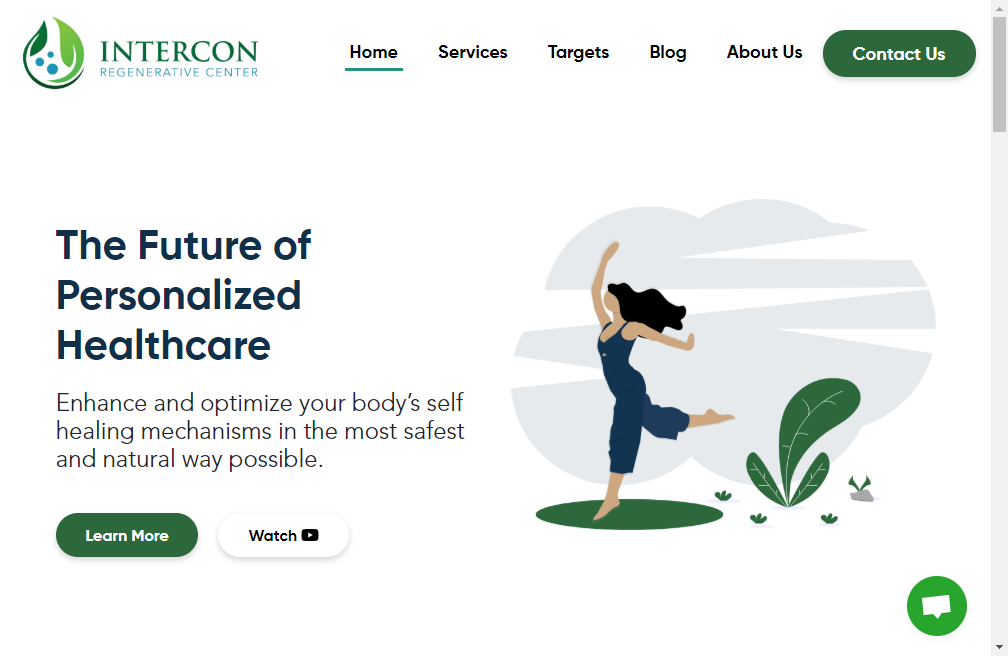 INTERCON
REGENERATIVE CENTER
Home
Services
Targets
Blog
About Us
Contact Us
The Future of
Personalized
Healthcare
Enhance and optimize your body’s self
healing mechanisms in the most safest
and natural way possible.
Learn More
Watch